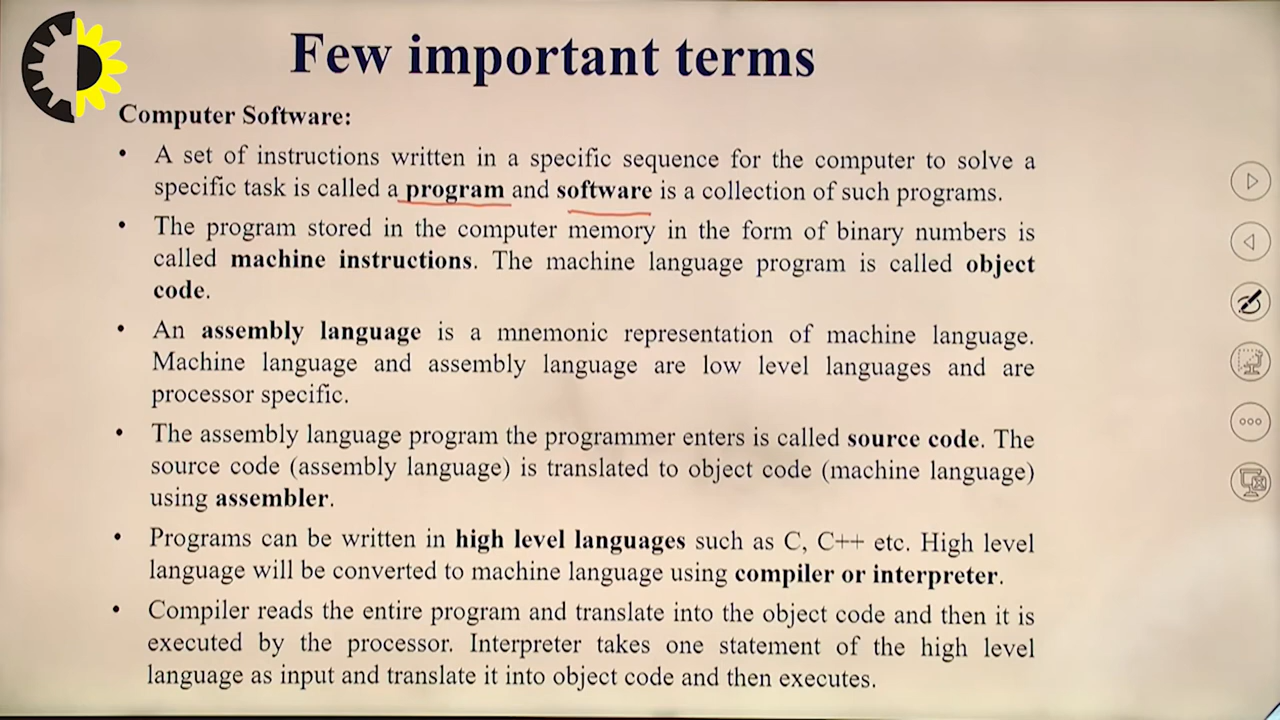 Few important terms
Computer Software:
• A set of instructions written in a specific sequence for the computer to solve a
specific task is called a program and software is a collection of such programs.
• The program stored in the computer memory in the form of binary numbers is
called machine instructions. The machine language program is called object
code.
• An assembly language is a mnemonic representation of machine language.
Machine language and assembly language are low level languages and are
processor specific.
• The assembly language program the programmer enters is called source code. The
source code (assembly language) is translated to object code (machine language)
using assembler.
• Programs can be written in high level languages such as C, C++ etc. High level
language will be converted to machine language using compiler or interpreter.
• Compiler reads the entire program and translate into the object code and then it is
executed by the processor. Interpreter takes one statement of the high level
language as input and translate it into object code and then executes.